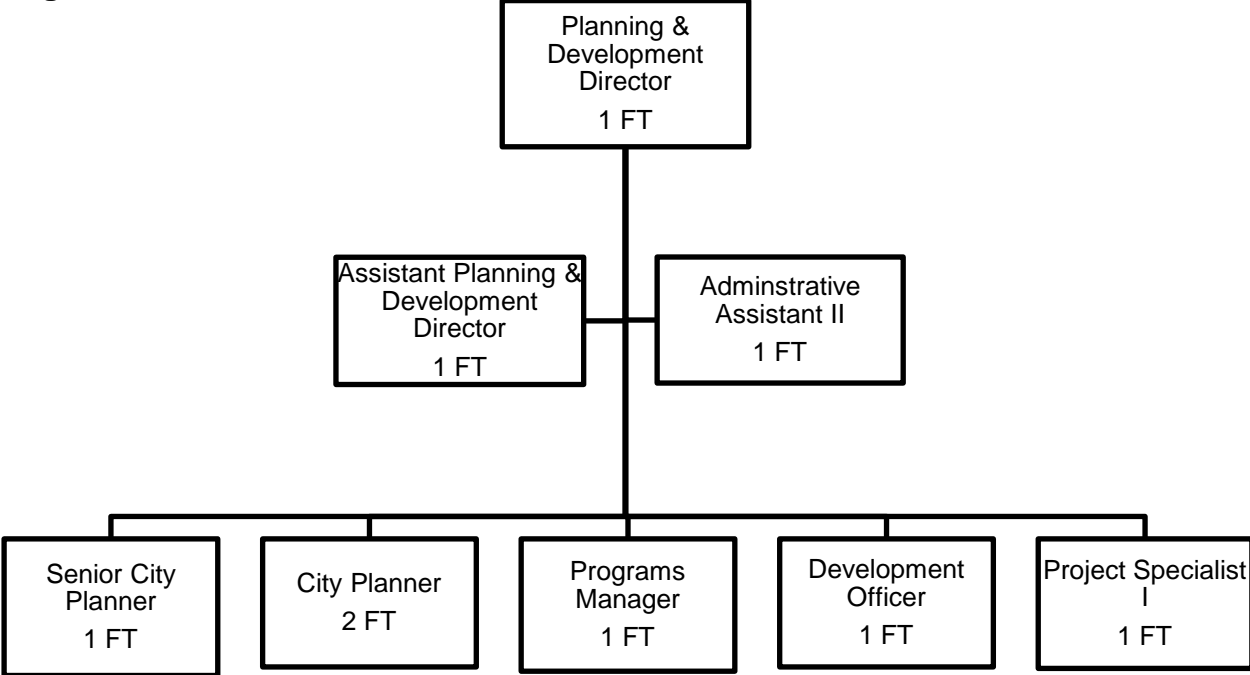 Planning &
Development
Director
1 FT
Assistant Planning &
Development
Director
1 FT
Adminstrative
Assistant II
1 FT
Senior City
Planner
1 FT
City Planner
2 FT
Programs
Manager
1 FT
Development
Officer
1 FT
Project Specialist
I
1 FT